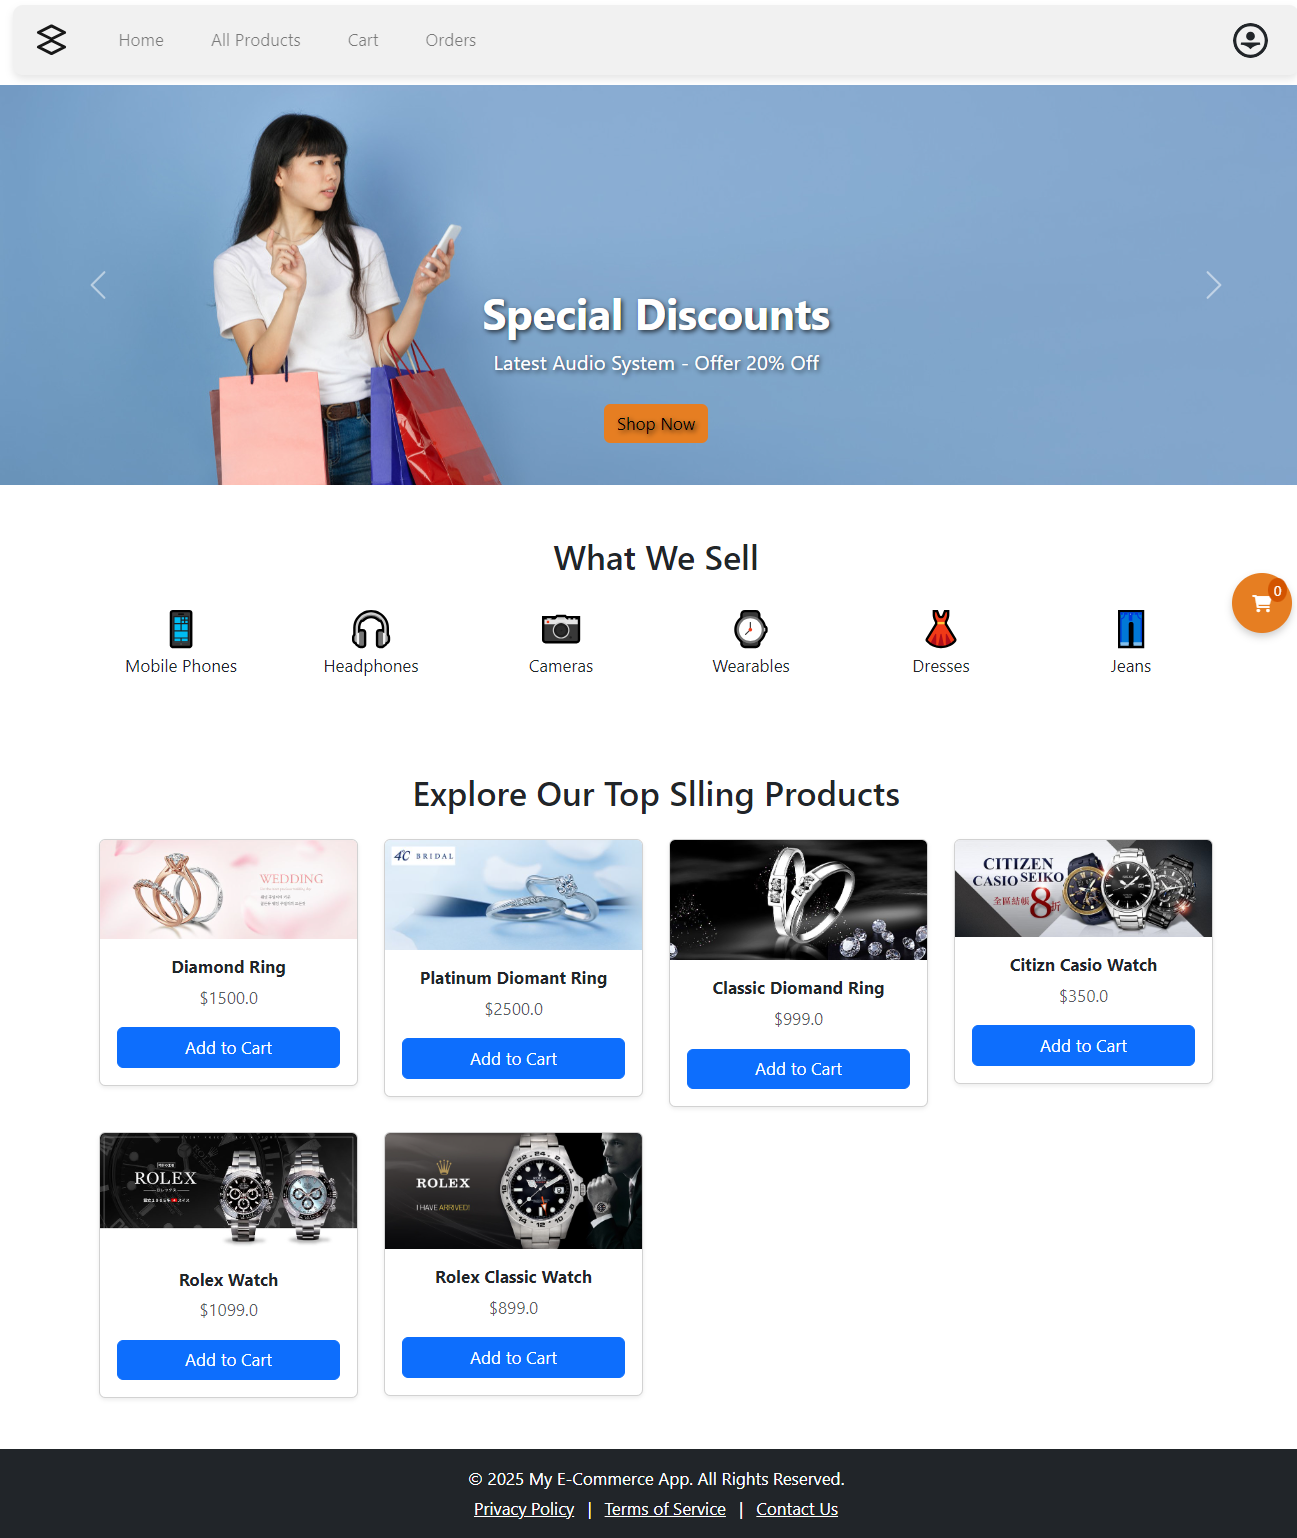 Home
All Products
Cart
Orders
Special Discounts
Latest Audio System - Offer 20% Off
Shop Now
What We Sell
0
Mobile Phones
Headphones
Cameras
Wearables
Dresses
Jeans
Explore Our Top Slling Products
WEDDING
Diamond Ring
$1500.0
Add to Cart
4C BRIDAL
Platinum Diomant Ring
$2500.0
Add to Cart
Classic Diomand Ring
$999.0
Add to Cart
CITIZEN
CASIO SEIKO
全區結帳 8折
Citizn Casio Watch
$350.0
Add to Cart
ROLEX
Rolex Watch
$1099.0
Add to Cart
ROLEX
I HAVE ARRIVED!
Rolex Classic Watch
$899.0
Add to Cart
© 2025 My E-Commerce App. All Rights Reserved.
Privacy Policy | Terms of Service | Contact Us